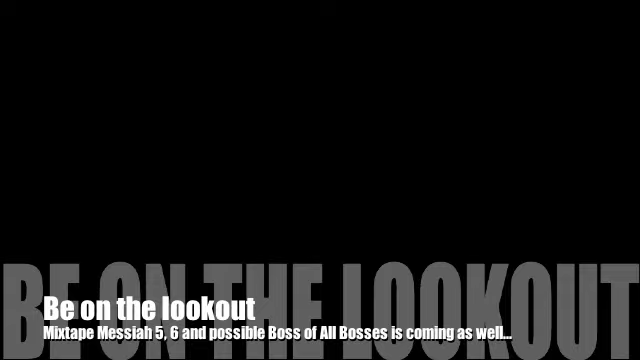 BE ON THE LOOKOUT
Be on the lookout
Mixtape Messiah 5, 6 and possible Boss of All Bosses is coming as well...